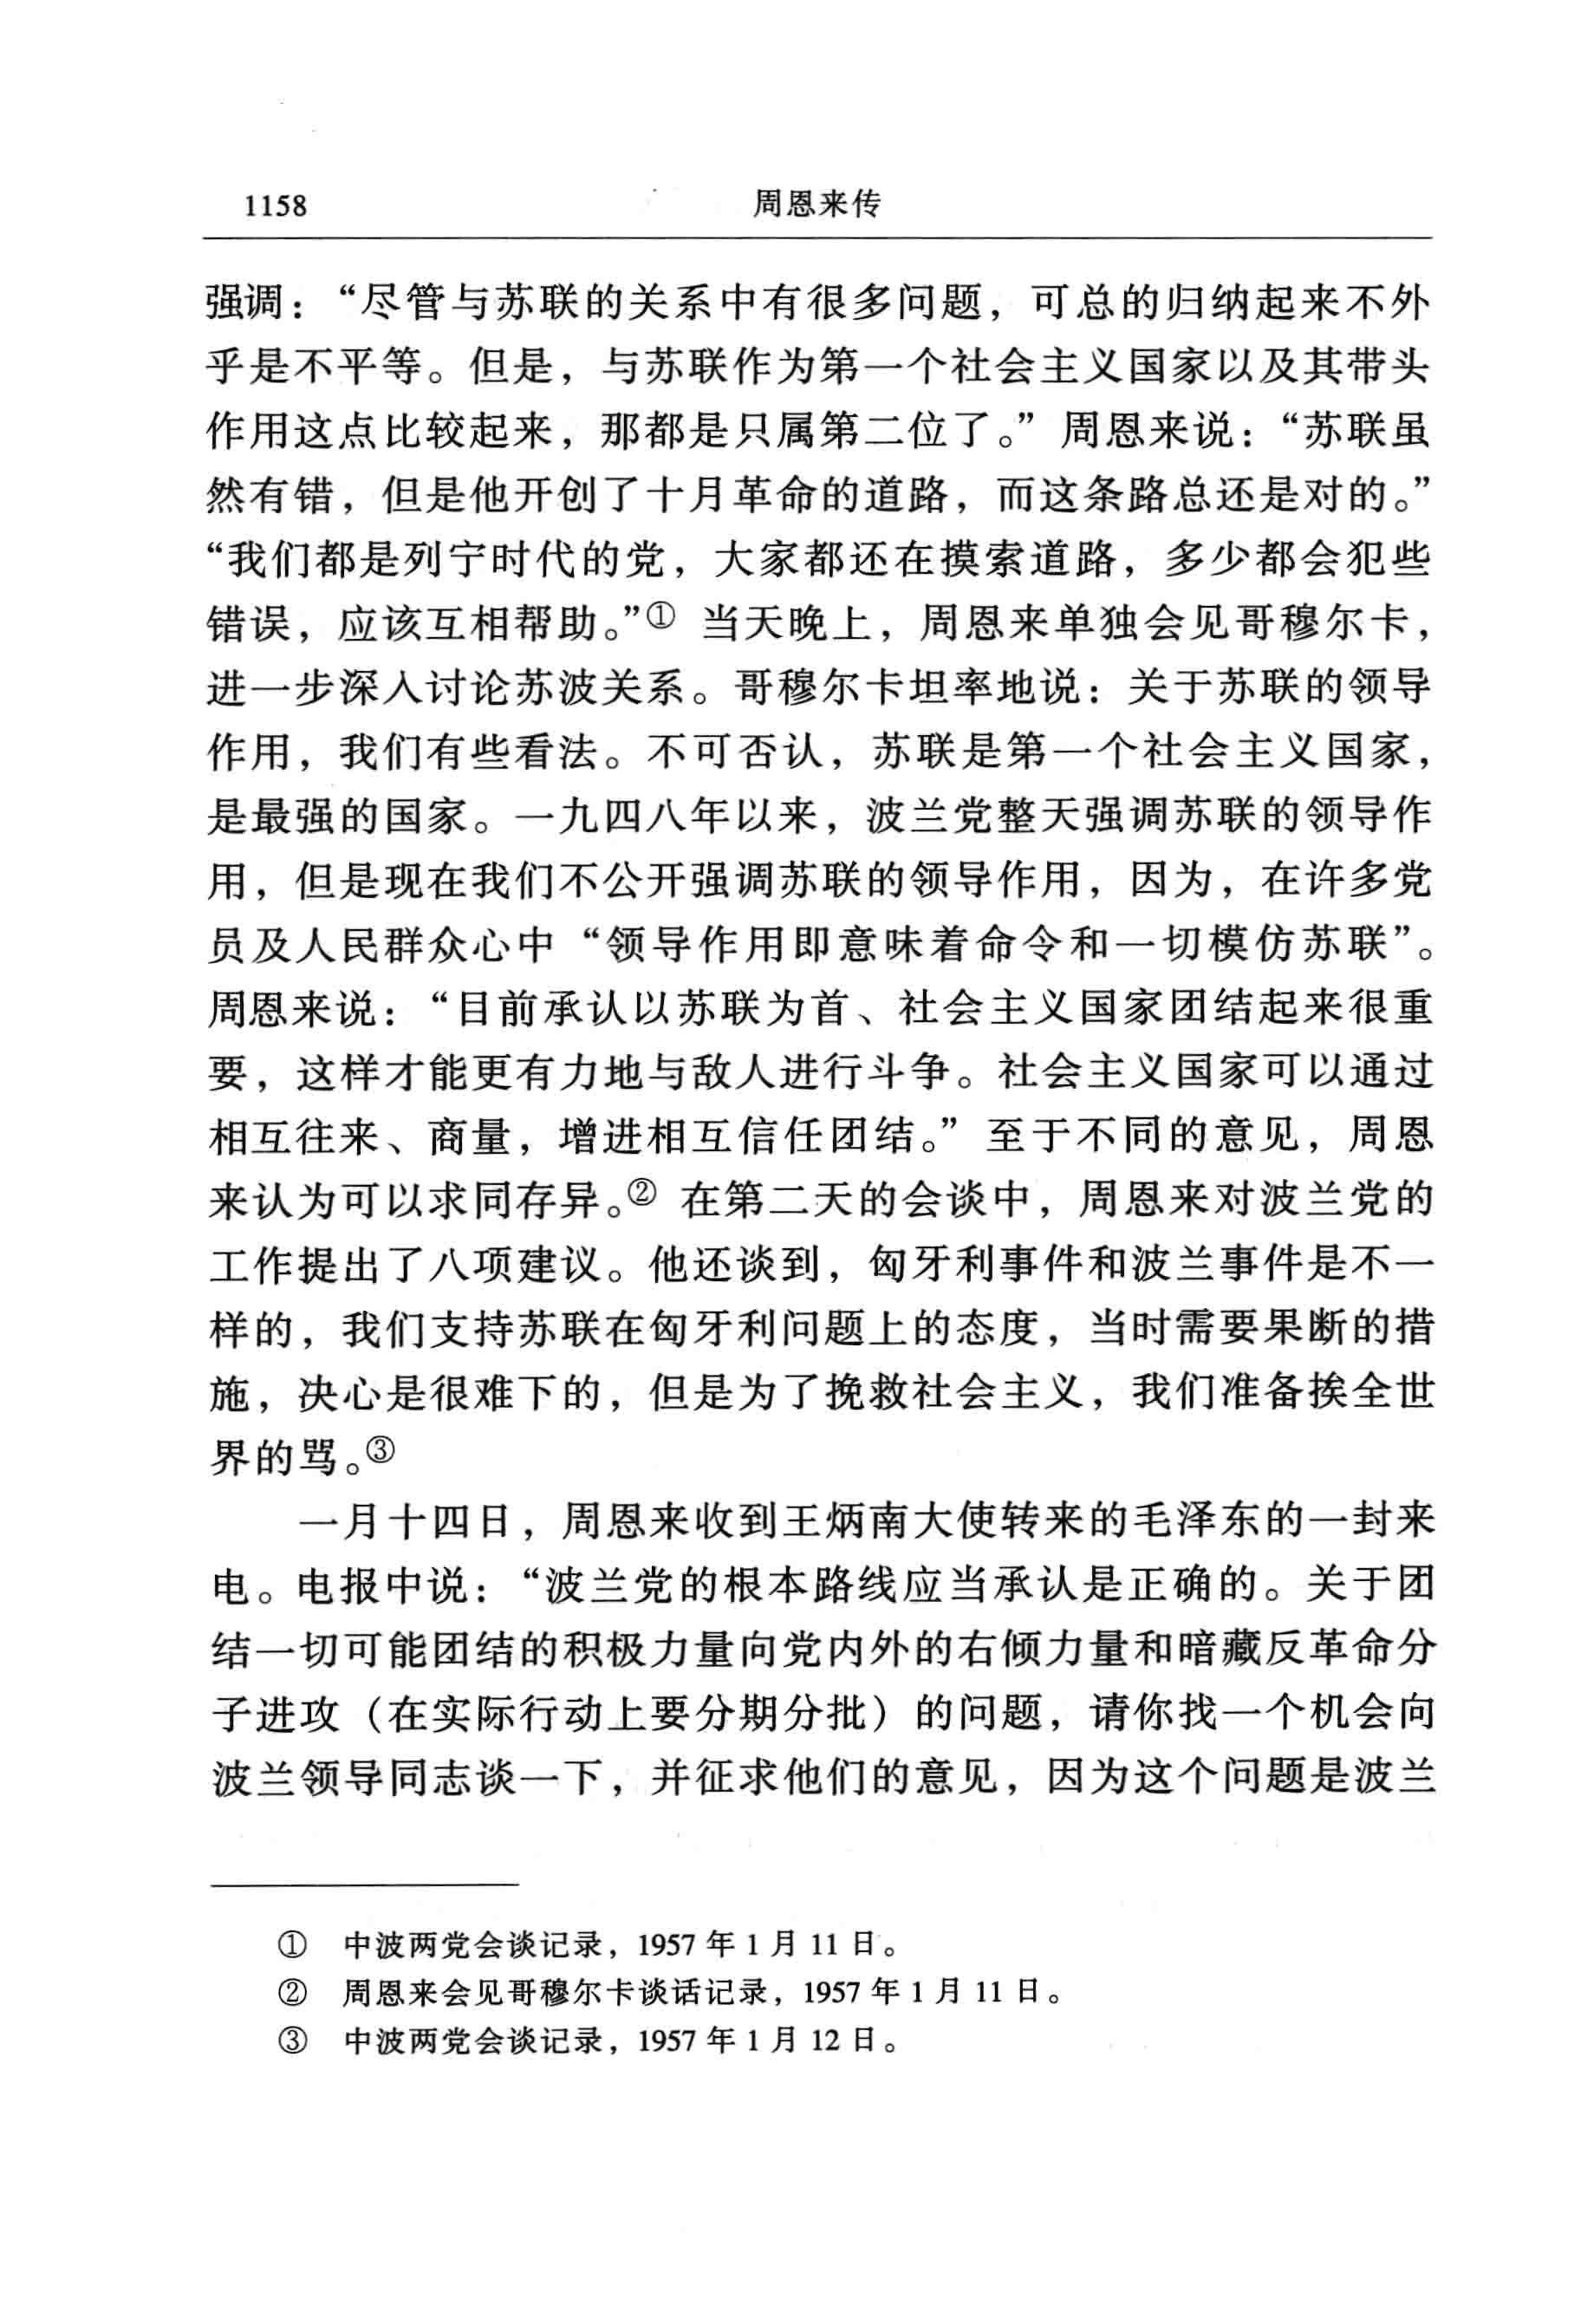 1158 周恩来传
强调：“尽管与苏联的关系中有很多问题，可总的归纳起来不外
乎是不平等。但是，与苏联作为第一个社会主义国家以及其带头
作用这点比较起来，那都是只属第二位了。”周恩来说：“苏联虽
然有错，但是他开创了十月革命的道路，而这条路总还是对的。”
“我们都是列宁时代的党，大家都还在摸索道路，多少都会犯些
错误，应该互相帮助。”① 当天晚上，周恩来单独会见哥穆尔卡，
进一步深入讨论苏波关系。哥穆尔卡坦率地说：关于苏联的领导
作用，我们有些看法。不可否认，苏联是第一个社会主义国家，
是最强的国家。一九四八年以来，波兰党整天强调苏联的领导作
用，但是现在我们不公开强调苏联的领导作用，因为，在许多党
员及人民群众心中“领导作用即意味着命令和一切模仿苏联”。
周恩来说：“目前承认以苏联为首、社会主义国家团结起来很重
要，这样才能更有力地与敌人进行斗争。社会主义国家可以通过
相互往来、商量，增进相互信任团结。”至于不同的意见，周恩
来认为可以求同存异。② 在第二天的会谈中，周恩来对波兰党的
工作提出了八项建议。他还谈到，匈牙利事件和波兰事件是不一
样的，我们支持苏联在匈牙利问题上的态度，当时需要果断的措
施，决心是很难下的，但是为了挽救社会主义，我们准备挨全世
界的骂。③
一月十四日，周恩来收到王炳南大使转来的毛泽东的一封来
电。电报中说：“波兰党的根本路线应当承认是正确的。关于团
结一切可能团结的积极力量向党内外的右倾力量和暗藏反革命分
子进攻（在实际行动上要分期分批）的问题，请你找一个机会向
波兰领导同志谈一下，并征求他们的意见，因为这个问题是波兰
① 中波两党会谈记录，1957 年 1 月 11 日。
② 周恩来会见哥穆尔卡谈话记录，1957 年 1 月 11 日。
③ 中波两党会谈记录，1957 年 1 月 12 日。